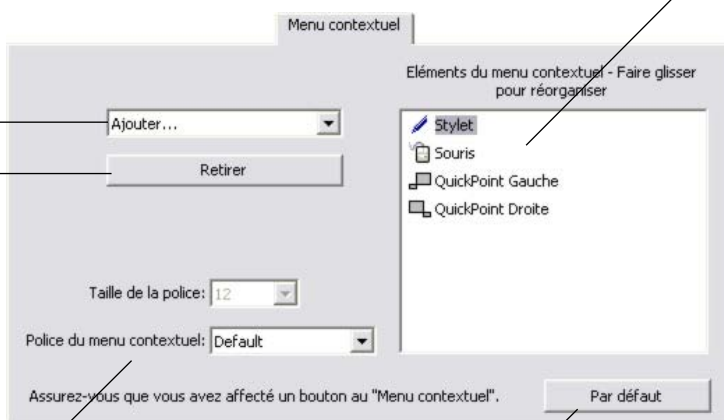 Menu contextuel
Eléments du menu contextuel - Faire glisser
pour réorganiser
Ajouter...
Retirer
Stylet
Souris
QuickPoint Gauche
QuickPoint Droite
Taille de la police: 12
Police du menu contextuel: Default
Assurez-vous que vous avez affecté un bouton au "Menu contextuel".
Par défaut